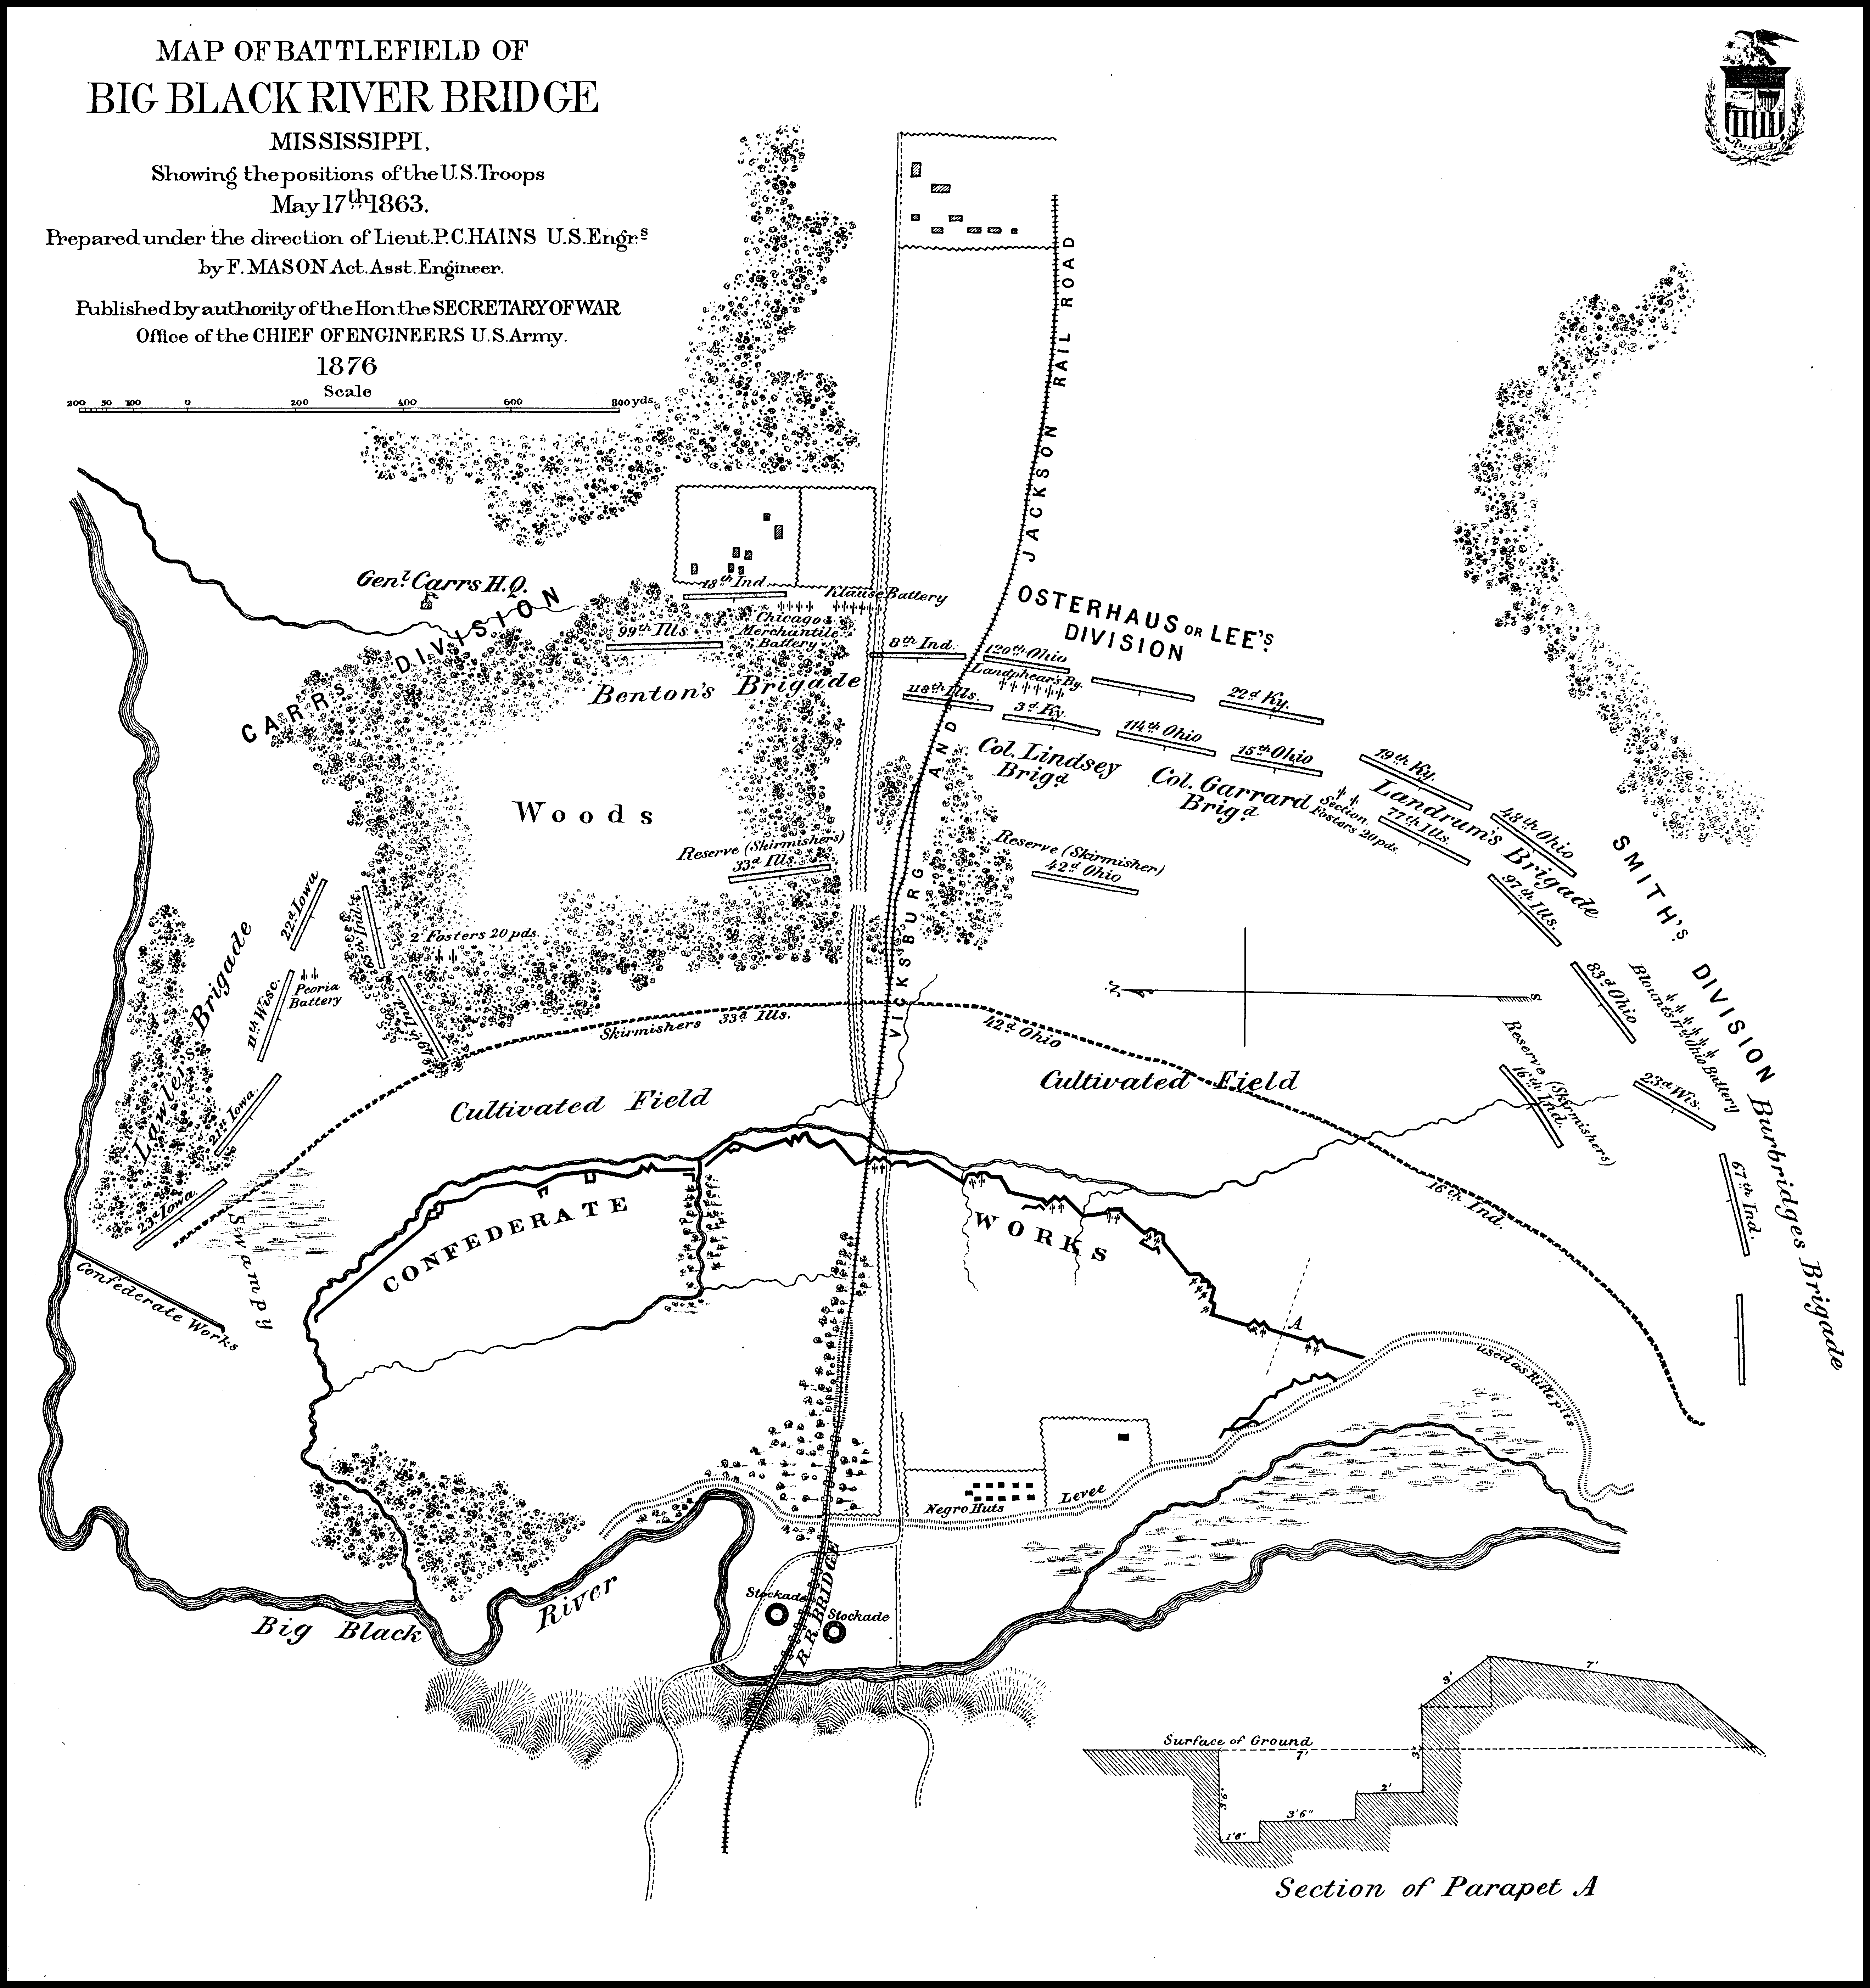 MAP OF BATTLEFIELD OF
BIG BLACK RIVER BRIDGE
MISSISSIPPI.
Showing the positions of the U.S. Troops
May 17th 1863.
Prepared under the direction of Lieut. P.C. HAINS U.S. Engrs
by F. MASON Act. Asst. Engineer.
Published by authority of the Hon. the SECRETARY OF WAR
Office of the CHIEF OF ENGINEERS U.S. Army.
1876
Scale
200 50 100 0 200 400 600 800 yds.
VICKSBURG AND JACKSON RAIL ROAD
Genl. Carrs H.Q.
CARRs DIVISION
18th Ind.
Klauss Battery
99th Ills.
Chicago
Merchantile
Battery
Benton's Brigade
8th Ind.
120th Ohio
Landphears By.
118th Ills.
3d Ky.
OSTERHAUS OR LEE'S
DIVISION
22d Ky.
114th Ohio
15th Ohio
Col. Lindsey
Brigd
Col. Garrard
Brigd
19th Ky.
Landrum's Brigade
48th Ohio
Section
Fosters 20 pds.
77th Ills.
97th Ills.
SMITH'S DIVISION
Woods
Reserve (Skirmishers)
33d Ills.
Reserve (Skirmisher)
42d Ohio
22d Iowa
2 Fosters 20 pds.
Lawler's Brigade
11th Wisc.
Peoria
Battery
21st Iowa.
23d Iowa
Skirmishers 33d Ills.
42d Ohio
N
S
83d Ohio
Blounts 17th Ohio Battery
Reserve (Skirmishers)
16th Ind.
23d Wis.
Burbridges Brigade
67th Ind.
Cultivated Field
Cultivated Field
16th Ind.
Swampy
Confederate Works
CONFEDERATE
WORKS
A
used as Rifle pits
Negro Huts
Levee
Stockade
Stockade
R.R. BRIDGE
Big Black
River
Surface of Ground
7'
3'
7'
3'
2'
3'6"
3'6"
1'6"
Section of Parapet A